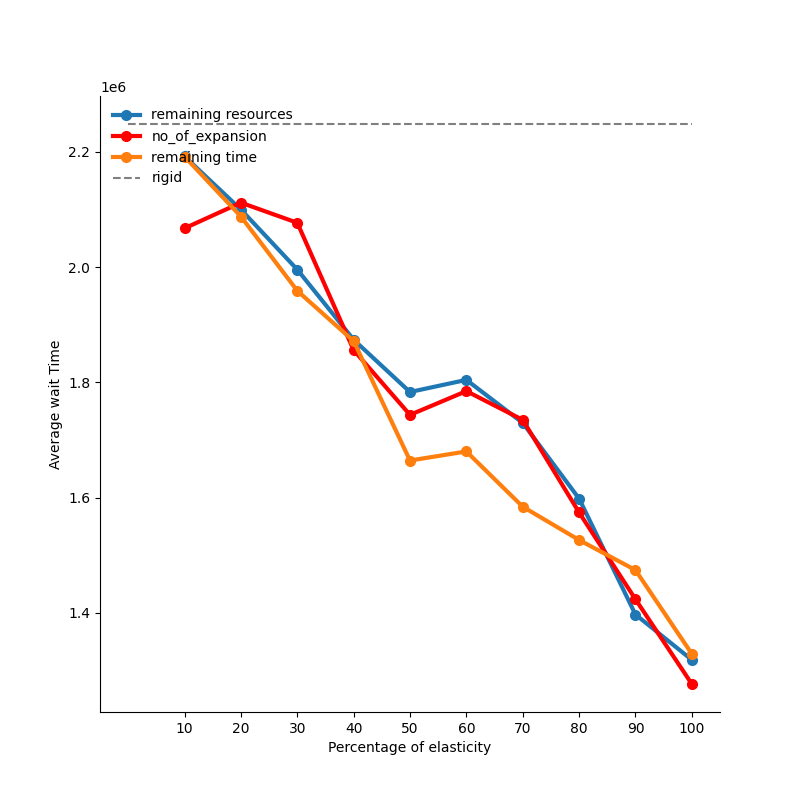 1e6
remaining resources
no_of_expansion
remaining time
rigid
2.2
2.0
1.8
1.6
1.4
Average wait Time
10 20 30 40 50 60 70 80 90 100
Percentage of elasticity